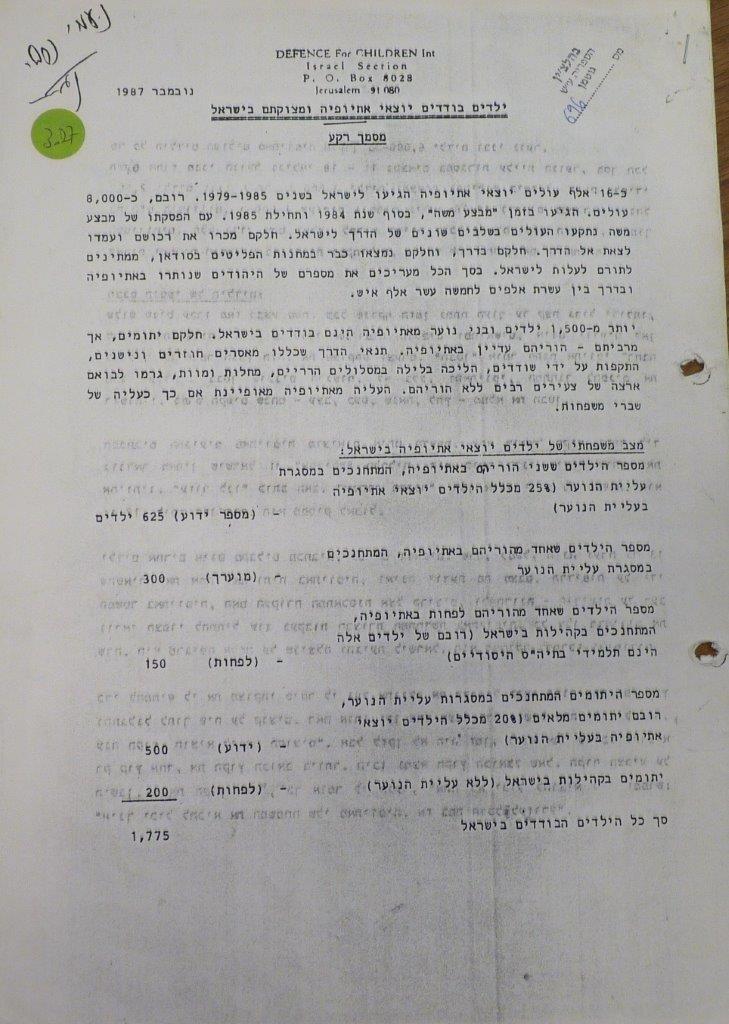 DEFENCE For CHILDREN Int
Israel Section
P. O. Box 8028
Jerusalem 91 080
נובמבר 1987
3.27
ילדים בודדים יוצאי אתיופיה ומצוקתם בישראל
מסמך רקע
כ-16 אלף עולים יוצאי אתיופיה הגיעו לישראל בשנים 1979-1985. רובם, כ-8,000
עולים. הגיעו בזמן "מבצע משה", בסוף שנת 1984 ותחילת 1985. עם הפסקתו של מבצע
משה נתקעו העולים בשלבים שונים של הדרך לישראל. חלקם מכרו את רכושם ועמדו
לצאת אל הדרך. חלקם בדרך, וחלקם נמצאו כבר במחנות הפליטים בסודאן, ממתינים
לתורם לעלות לישראל. בסך הכל מעריכים את מספרם של היהודים שנותרו באתיופיה
ובדרך בין עשרת אלפים לחמשה עשר אלף איש.
יותר מ-1,500 ילדים ובני נוער מאתיופיה הינם בודדים בישראל. חלקם יתומים, אך
מרביתם - הוריהם עדיין באתיופיה. תנאי הדרך שכללו מאסרים חוזרים ונישנים,
התקפות על ידי שודדים, הליכה בלילה במסלולים הרריים, מחלות ומוות, גרמו לבואם
ארצה של צעירים רבים ללא הוריהם. העליה מאתיופיה מאופיינת אם כך כעליה של
שברי משפחות.
מצב משפחתי של ילדים יוצאי אתיופיה בישראל:
מספר הילדים ששני הוריהם באתיופיה, המתחנכים במסגרת
עליית הנוער (25% מכלל הילדים יוצאי אתיופיה
בעליית הנוער) - (מספר ידוע) 625 ילדים
מספר הילדים שאחד מהוריהם באתיופיה, המתחנכים
במסגרת עליית הנוער - (מוערך) 300
מספר הילדים שאחד מהוריהם לפחות באתיופיה,
המתחנכים בקהילות בישראל (רובם של ילדים אלה
הינם תלמידי בתיה"ס היסודיים) - (לפחות) 150
מספר היתומים המתחנכים במסגרות עליית הנוער,
רובם יתומים מלאים (20% מכלל הילדים יוצאי
אתיופיה בעליית הנוער) - (ידוע) 500
יתומים בקהילות בישראל (ללא עליית הנוער) - (לפחות) 200
סך כל הילדים הבודדים בישראל 1,775